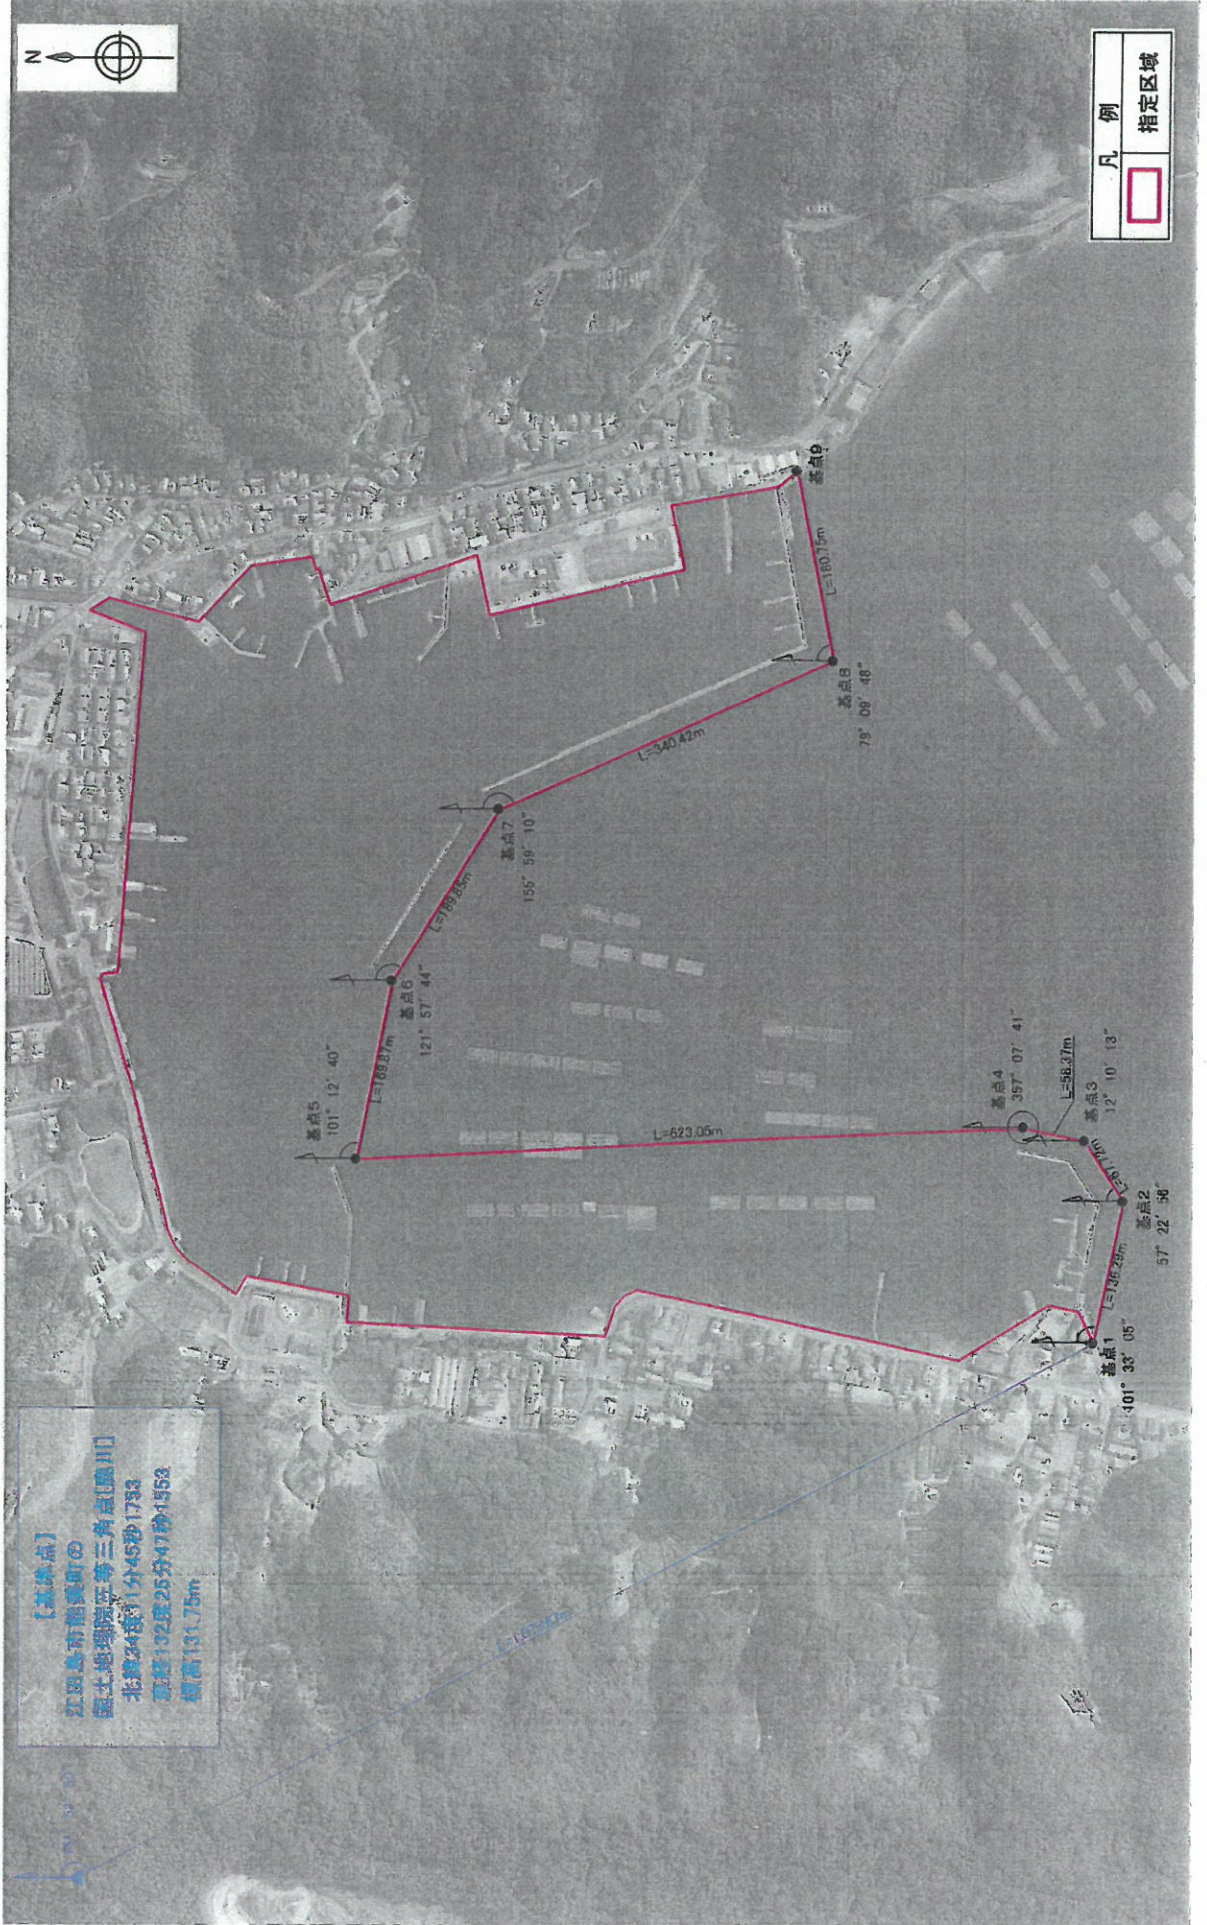 N
凡 例
指定区域
【基準点】
江田島市能美町の
国土地理院三等三角点[鹿川]
北緯34度11分45秒1753
東経132度25分47秒1553
標高131.75m
基点1
101° 33′ 05″
L=136.29m
基点2
57° 22′ 56″
基点3
12° 10′ 13″
L=58.37m
基点4
357° 07′ 41″
L=623.05m
基点5
101° 12′ 40″
L=169.87m
基点6
121° 57′ 44″
L=189.85m
基点7
155° 59′ 10″
L=340.42m
基点8
79° 09′ 48″
L=180.75m
基点9